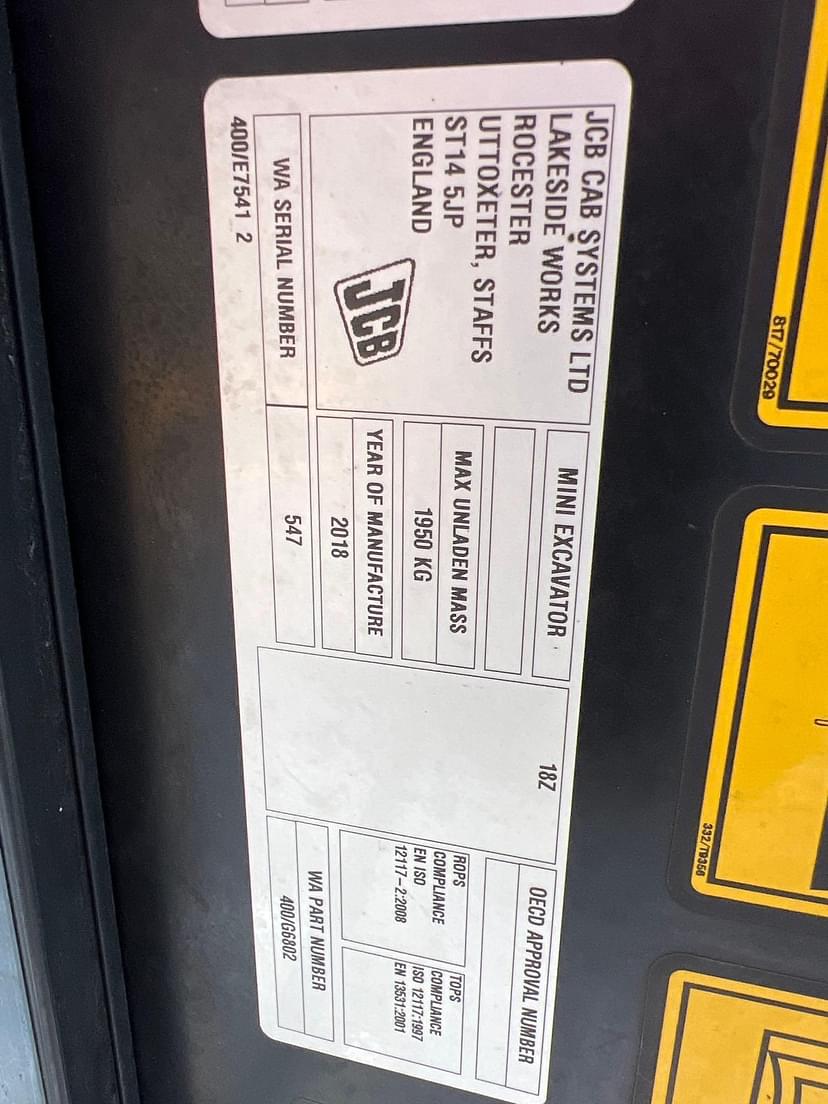 JCB CAB SYSTEMS LTD
LAKESIDE WORKS
ROCESTER
UTTOXETER, STAFFS
ST14 5JP
ENGLAND
JCB
MINI EXCAVATOR
MAX UNLADEN MASS
1950 KG
YEAR OF MANUFACTURE
2018
WA SERIAL NUMBER
547
400/E7541 2
18Z
OECD APPROVAL NUMBER
ROPS
COMPLIANCE
EN ISO
12117-2:2008
TOPS
COMPLIANCE
ISO 12117:1997
EN 13531:2001
WA PART NUMBER
400/G6802
817/70029
332/T9356